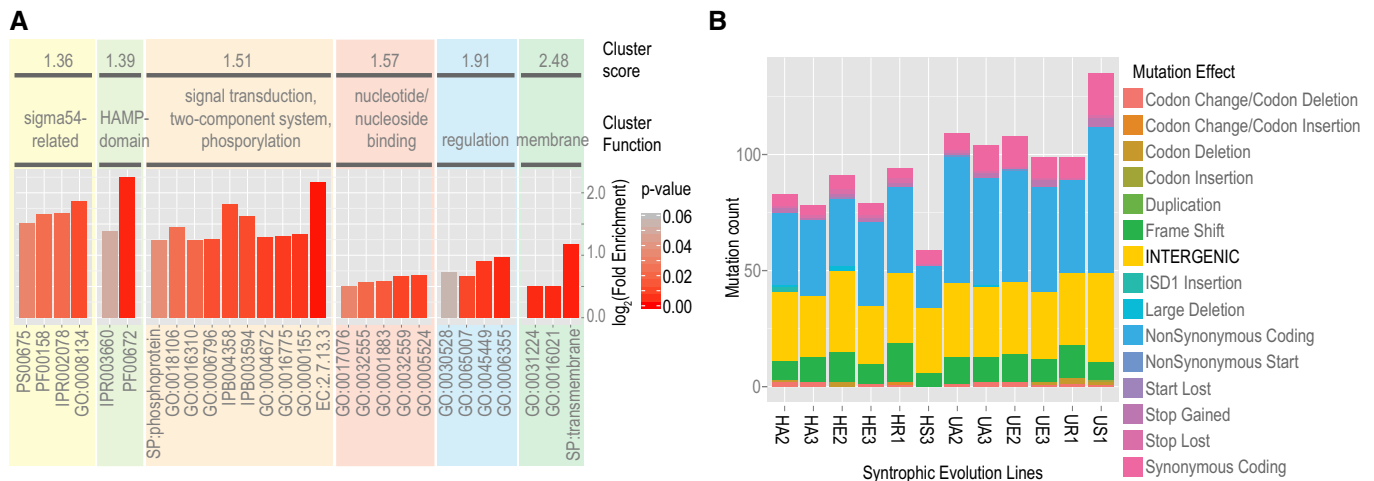 A
1.36
1.39
1.51
1.57
1.91
2.48
Cluster
score
sigma54-
related
HAMP-
domain
signal transduction,
two-component system,
phosporylation
nucleotide/
nucleoside
binding
regulation
membrane
Cluster
Function
2.0
1.0
0.0
log2(Fold Enrichment)
p-value
0.06
0.04
0.02
0.00
PS00675
PF00158
IPR002078
GO:0008134
IPR003660
PF00672
SP:phosphoprotein
GO:0018106
GO:0016310
GO:0006796
IPB004358
IPB003594
GO:0004672
GO:0016775
GO:0000155
EC:2.7.13.3
GO:0017076
GO:0032555
GO:0001883
GO:0032559
GO:0005524
GO:0030528
GO:0065007
GO:0045449
GO:0006355
GO:0031224
GO:0016021
SP:transmembrane
B
Mutation count
100
50
0
HA2
HA3
HE2
HE3
HR1
HS3
UA2
UA3
UE2
UE3
UR1
US1
Syntrophic Evolution Lines
Mutation Effect
Codon Change/Codon Deletion
Codon Change/Codon Insertion
Codon Deletion
Codon Insertion
Duplication
Frame Shift
INTERGENIC
ISD1 Insertion
Large Deletion
NonSynonymous Coding
NonSynonymous Start
Start Lost
Stop Gained
Stop Lost
Synonymous Coding